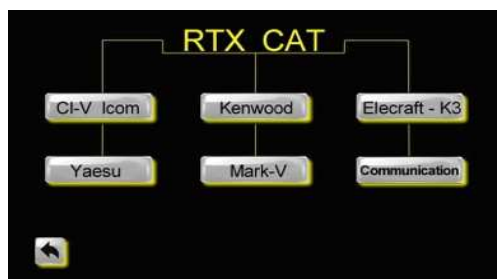 RTX CAT
CI-V Icom
Kenwood
Elecraft - K3
Yaesu
Mark-V
Communication